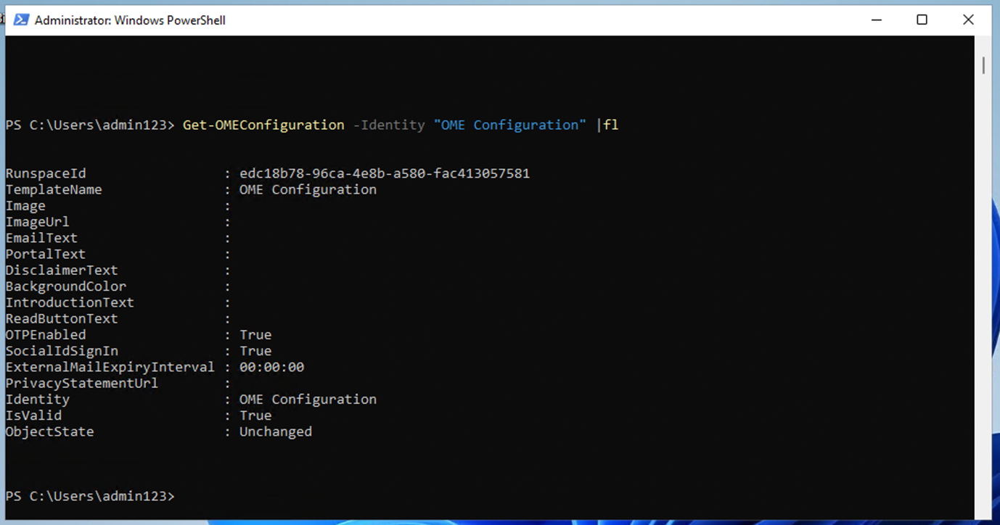 Administrator: Windows PowerShell
PS C:\Users\admin123> Get-OMEConfiguration -Identity "OME Configuration" |fl
RunspaceId : edc18b78-96ca-4e8b-a580-fac413057581
TemplateName : OME Configuration
Image :
ImageUrl :
EmailText :
PortalText :
DisclaimerText :
BackgroundColor :
IntroductionText :
ReadButtonText :
OTPEnabled : True
SocialIdSignIn : True
ExternalMailExpiryInterval : 00:00:00
PrivacyStatementUrl :
Identity : OME Configuration
IsValid : True
ObjectState : Unchanged
PS C:\Users\admin123>